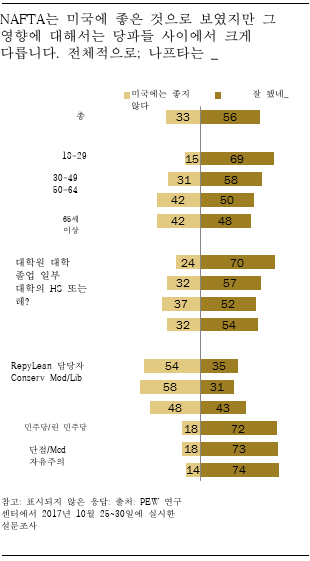 NAFTA는 미국에 좋은 것으로 보였지만 그
영향에 대해서는 당파들 사이에서 크게
다릅니다. 전체적으로; 나프타는 _
미국에는 좋지
않다
잘 됐네_
총 33 56
18-29 15 69
30-49 31 58
50-64 42 50
65세
이상 42 48
대학원 대학 24 70
졸업 일부 32 57
대학의 HS 또는 37 52
레? 32 54
RepyLean 담당자 54 35
Conserv Mod/Lib 58 31
48 43
민주당/린 민주당 18 72
단점/Mod 18 73
자유주의 14 74
참고: 표시되지 않은 응답: 출처: PEW 연구
센터에서 2017년 10월 25~30일에 실시한
설문조사